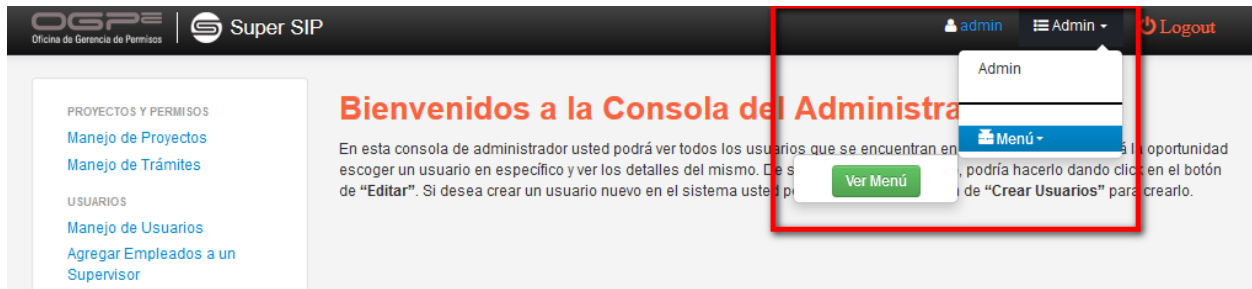 OGPe
Oficina de Gerencia de Permisos
Super SIP
admin
Admin
Logout
Admin
Menú
Ver Menú
PROYECTOS Y PERMISOS
Manejo de Proyectos
Manejo de Trámites
USUARIOS
Manejo de Usuarios
Agregar Empleados a un
Supervisor
Bienvenidos a la Consola del Administra
En esta consola de administrador usted podrá ver todos los usuarios que se encuentran en la oportunidad
escoger un usuario en específico y ver los detalles del mismo. De s , podría hacerlo dando click en el botón
de “Editar”. Si desea crear un usuario nuevo en el sistema usted p de “Crear Usuarios” para crearlo.